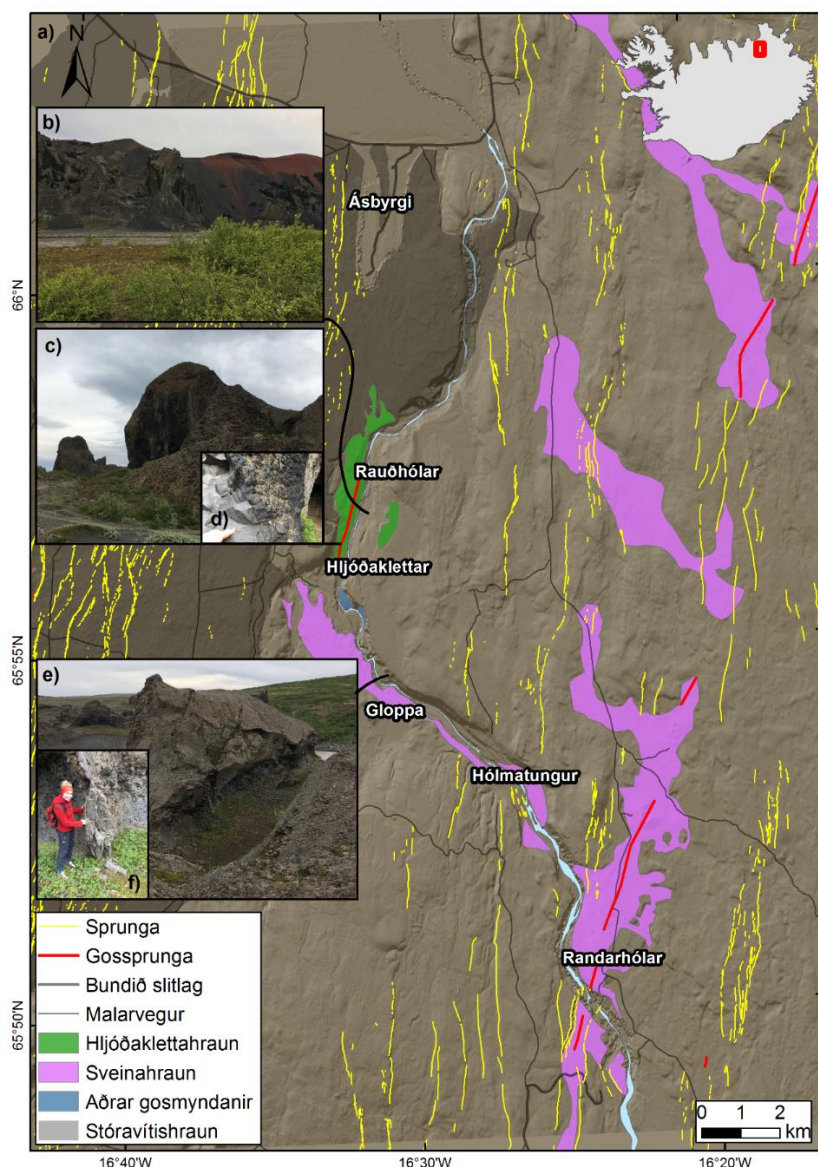 a)
N
b)
Ásbyrgi
66°N
c)
d)
Rauðhólar
Hljóðaklettar
65°55'N
e)
Gloppa
Hólmatungur
f)
Sprunga
Gossprunga
Bundið slitlag
Malarvegur
Hljóðaklettahraun
Sveinahraun
Aðrar gosmyndanir
Stóravítishraun
Randarhólar
65°50'N
0 1 2
km
16°40'W
16°30'W
16°20'W